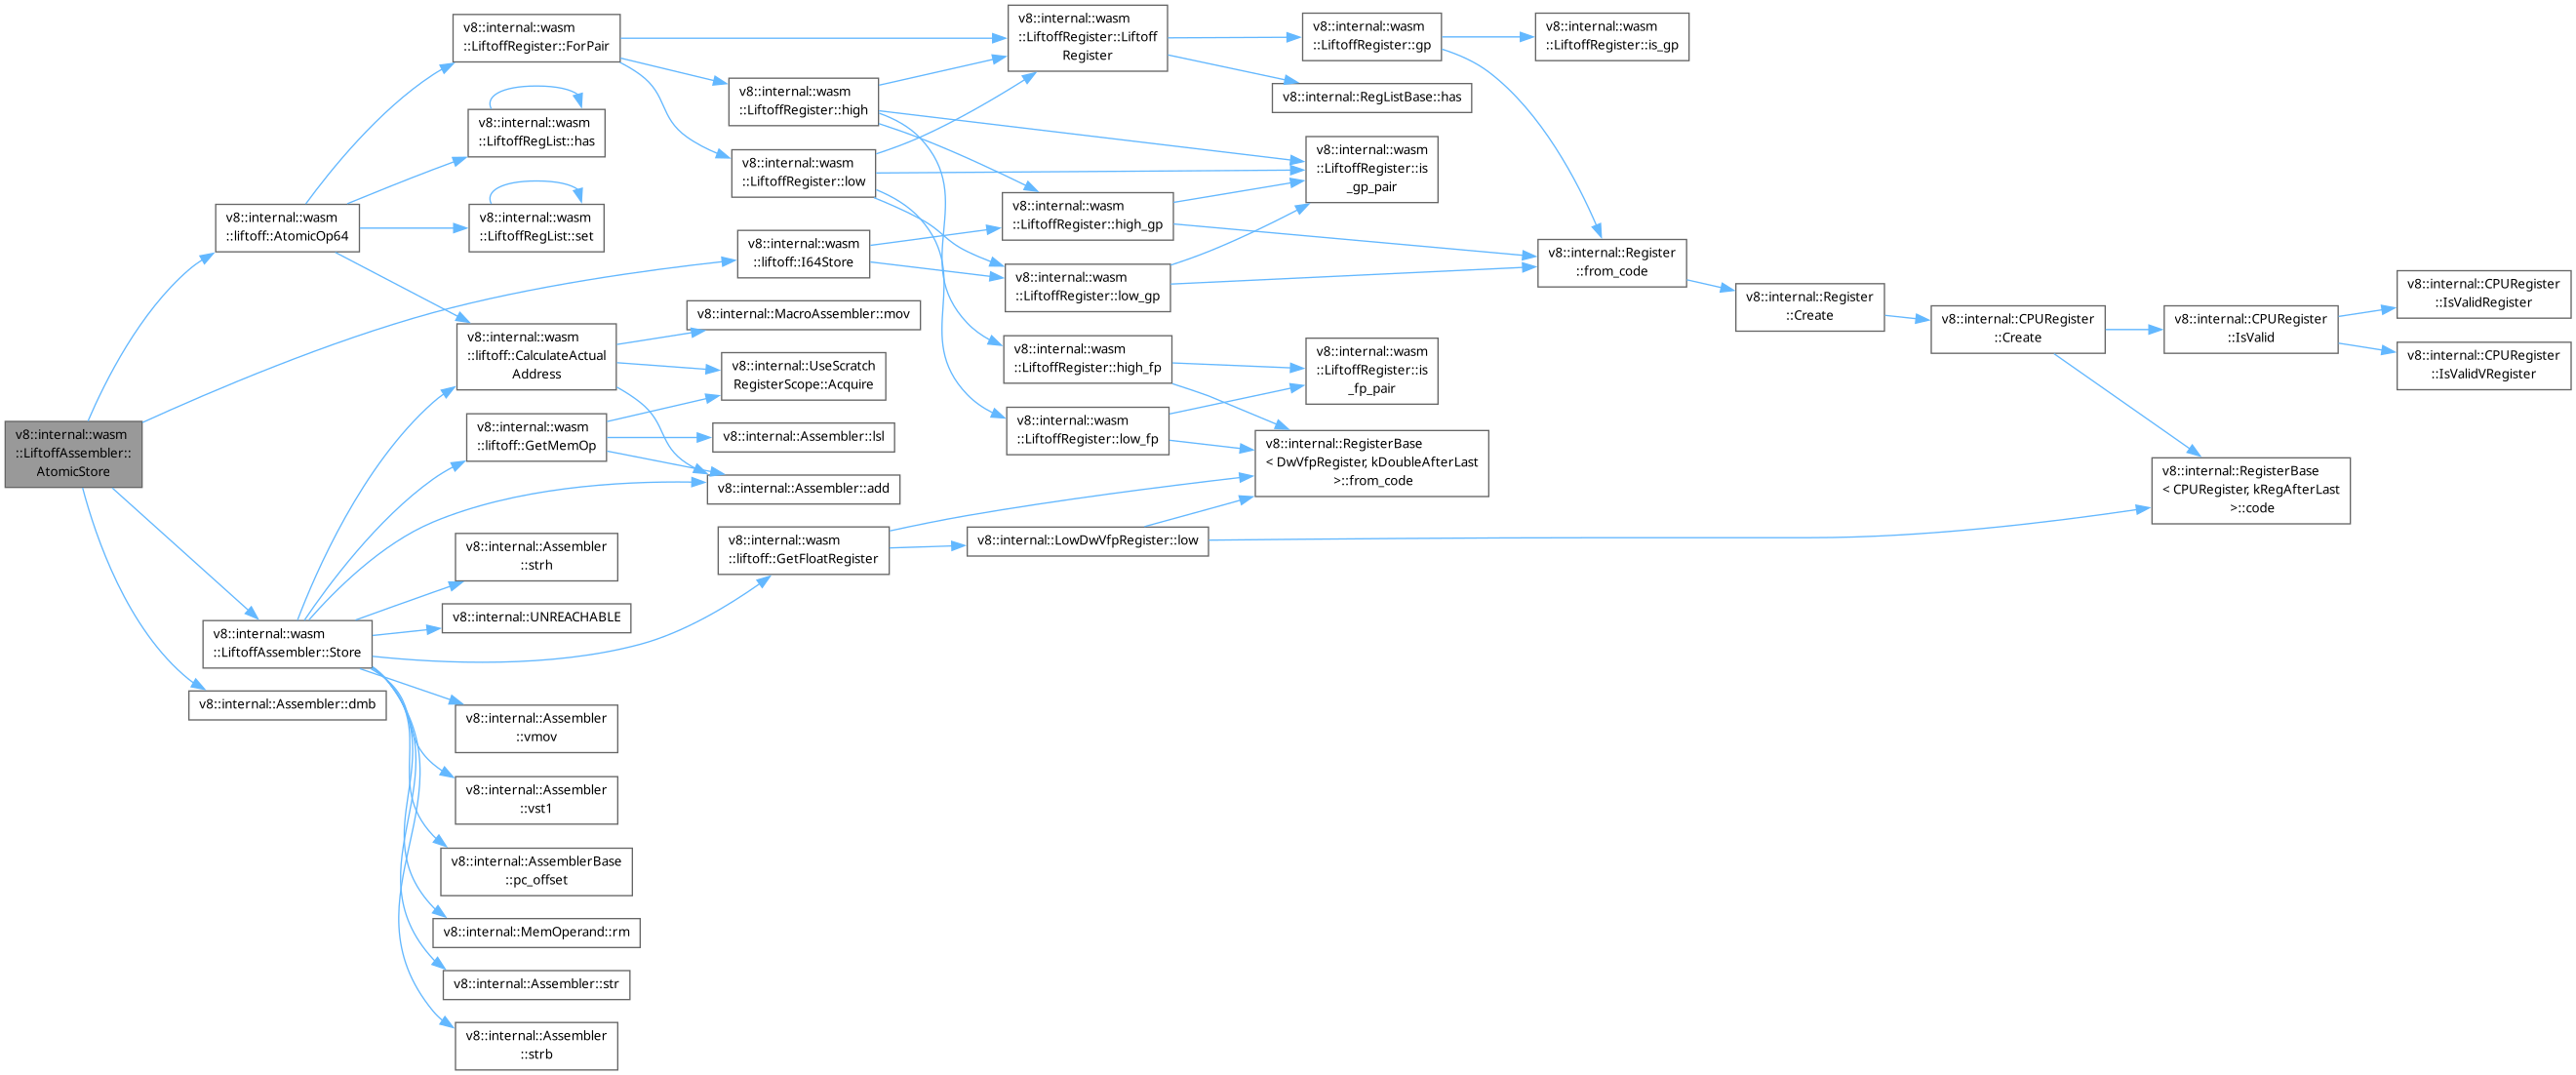 v8::internal::wasm
::LiftoffAssembler::
AtomicStore
v8::internal::wasm
::liftoff::AtomicOp64
v8::internal::wasm
::LiftoffAssembler::Store
v8::internal::Assembler::dmb
v8::internal::wasm
::LiftoffRegister::ForPair
v8::internal::wasm
::LiftoffRegList::has
v8::internal::wasm
::LiftoffRegList::set
v8::internal::wasm
::liftoff::CalculateActual
Address
v8::internal::wasm
::liftoff::GetMemOp
v8::internal::Assembler
::strh
v8::internal::UNREACHABLE
v8::internal::Assembler
::vmov
v8::internal::Assembler
::vst1
v8::internal::AssemblerBase
::pc_offset
v8::internal::MemOperand::rm
v8::internal::Assembler::str
v8::internal::Assembler
::strb
v8::internal::wasm
::LiftoffRegister::high
v8::internal::wasm
::LiftoffRegister::low
v8::internal::wasm
::liftoff::I64Store
v8::internal::MacroAssembler::mov
v8::internal::UseScratch
RegisterScope::Acquire
v8::internal::Assembler::lsl
v8::internal::Assembler::add
v8::internal::wasm
::liftoff::GetFloatRegister
v8::internal::wasm
::LiftoffRegister::Liftoff
Register
v8::internal::wasm
::LiftoffRegister::high_gp
v8::internal::wasm
::LiftoffRegister::low_gp
v8::internal::wasm
::LiftoffRegister::high_fp
v8::internal::wasm
::LiftoffRegister::low_fp
v8::internal::LowDwVfpRegister::low
v8::internal::wasm
::LiftoffRegister::gp
v8::internal::RegListBase::has
v8::internal::wasm
::LiftoffRegister::is
_gp_pair
v8::internal::wasm
::LiftoffRegister::is
_fp_pair
v8::internal::RegisterBase
< DwVfpRegister, kDoubleAfterLast
>::from_code
v8::internal::wasm
::LiftoffRegister::is_gp
v8::internal::Register
::from_code
v8::internal::Register
::Create
v8::internal::CPURegister
::Create
v8::internal::CPURegister
::IsValid
v8::internal::RegisterBase
< CPURegister, kRegAfterLast
>::code
v8::internal::CPURegister
::IsValidRegister
v8::internal::CPURegister
::IsValidVRegister